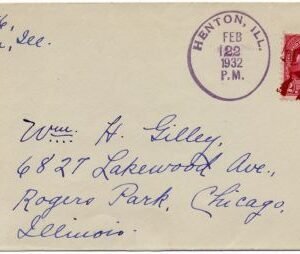 Ill.
HENTON, ILL.
FEB
22
1932
P.M.
Wm. H. Gilley,
6827 Lakewood Ave.,
Rogers Park, Chicago,
Illinois.